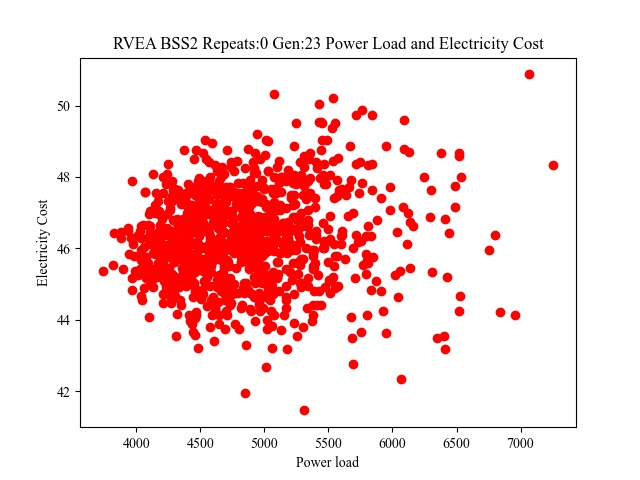 RVEA BSS2 Repeats:0 Gen:23 Power Load and Electricity Cost
50
48
46
44
42
Electricity Cost
4000 4500 5000 5500 6000 6500 7000
Power load